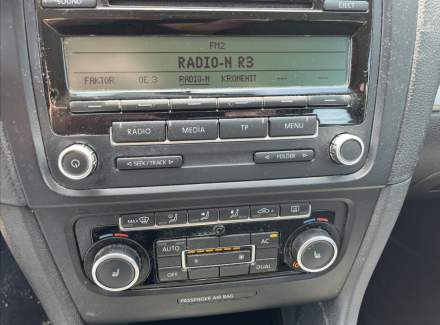 SOUND
EJECT
FM2
RADIO-N R3
FAKTOR OE 3 RADIO-N KRONEHIT --- ---
RADIO MEDIA TP MENU
< SEEK / TRACK > < FOLDER >
MAX
AUTO AC
OFF DUAL
PASSENGER AIR BAG